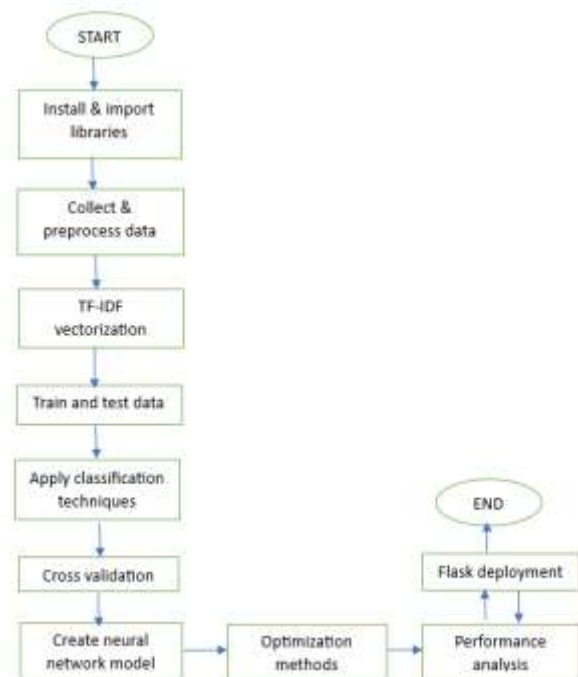 START
Install & import
libraries
Collect &
preprocess data
TF-IDF
vectorization
Train and test data
Apply classification
techniques
Cross validation
Create neural
network model
Optimization
methods
Performance
analysis
Flask deployment
END